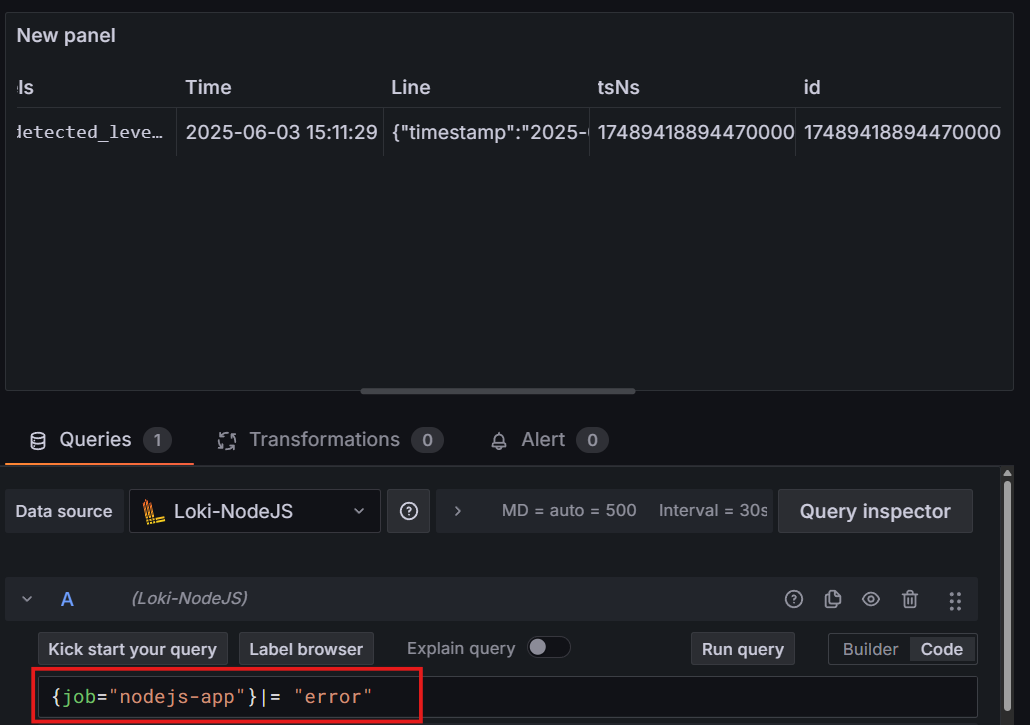 New panel
ls Time Line tsNs id
detected_leve… 2025-06-03 15:11:29 {"timestamp":"2025- 17489418894470000 17489418894470000
Queries 1 Transformations 0 Alert 0
Data source Loki-NodeJS MD = auto = 500 Interval = 30s Query inspector
A (Loki-NodeJS)
Kick start your query Label browser Explain query Run query Builder Code
{job="nodejs-app"}|= "error"